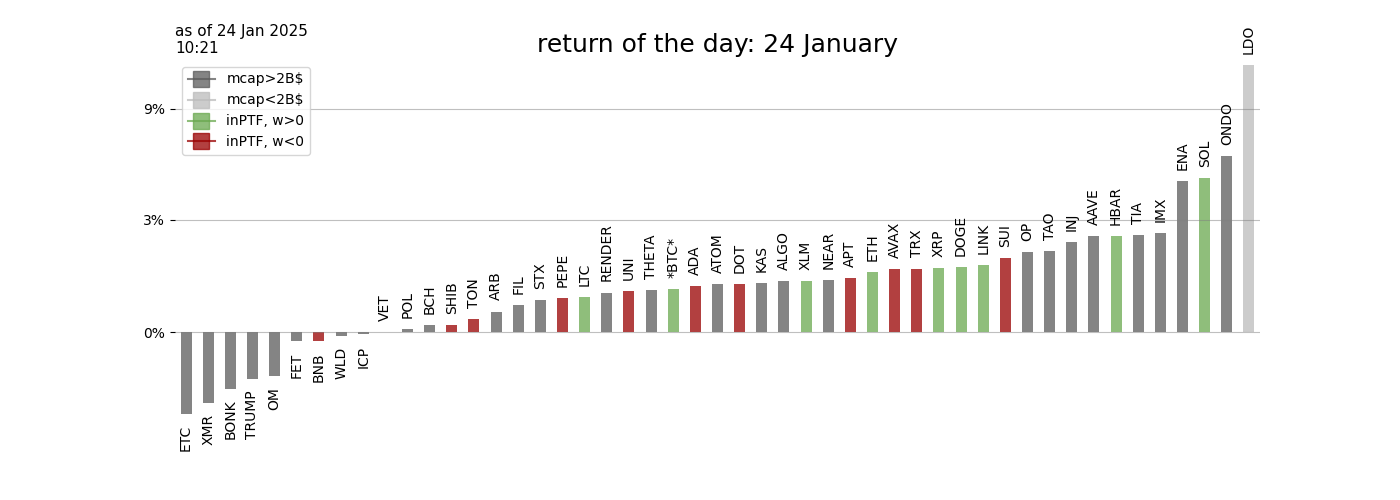 as of 24 Jan 2025
10:21
return of the day: 24 January
mcap>2B$
mcap<2B$
inPTF, w>0
inPTF, w<0
9%
3%
0%
ETC
XMR
BONK
TRUMP
OM
FET
BNB
WLD
ICP
VET
POL
BCH
SHIB
TON
ARB
FIL
STX
PEPE
LTC
RENDER
UNI
THETA
*BTC*
ADA
ATOM
DOT
KAS
ALGO
XLM
NEAR
APT
ETH
AVAX
TRX
XRP
DOGE
LINK
SUI
OP
TAO
INJ
AAVE
HBAR
TIA
IMX
ENA
SOL
ONDO
LDO